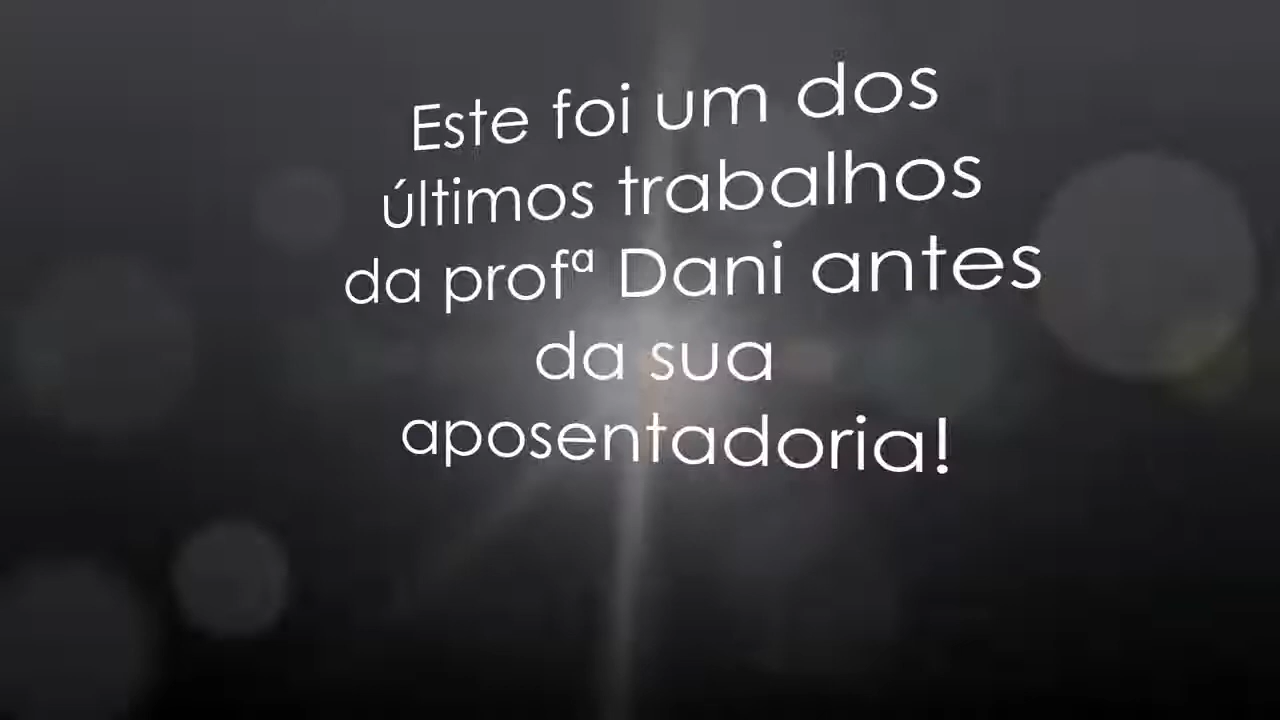 Este foi um dos
últimos trabalhos
da profª Dani antes
da sua
aposentadoria!